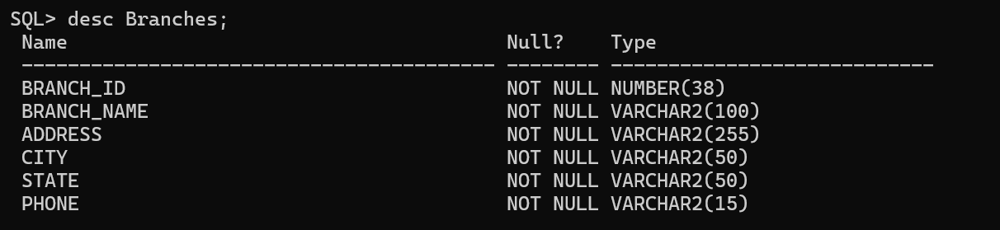 SQL> desc Branches;
Name Null? Type
----------------------------------------- -------- ----------------------------
BRANCH_ID NOT NULL NUMBER(38)
BRANCH_NAME NOT NULL VARCHAR2(100)
ADDRESS NOT NULL VARCHAR2(255)
CITY NOT NULL VARCHAR2(50)
STATE NOT NULL VARCHAR2(50)
PHONE NOT NULL VARCHAR2(15)